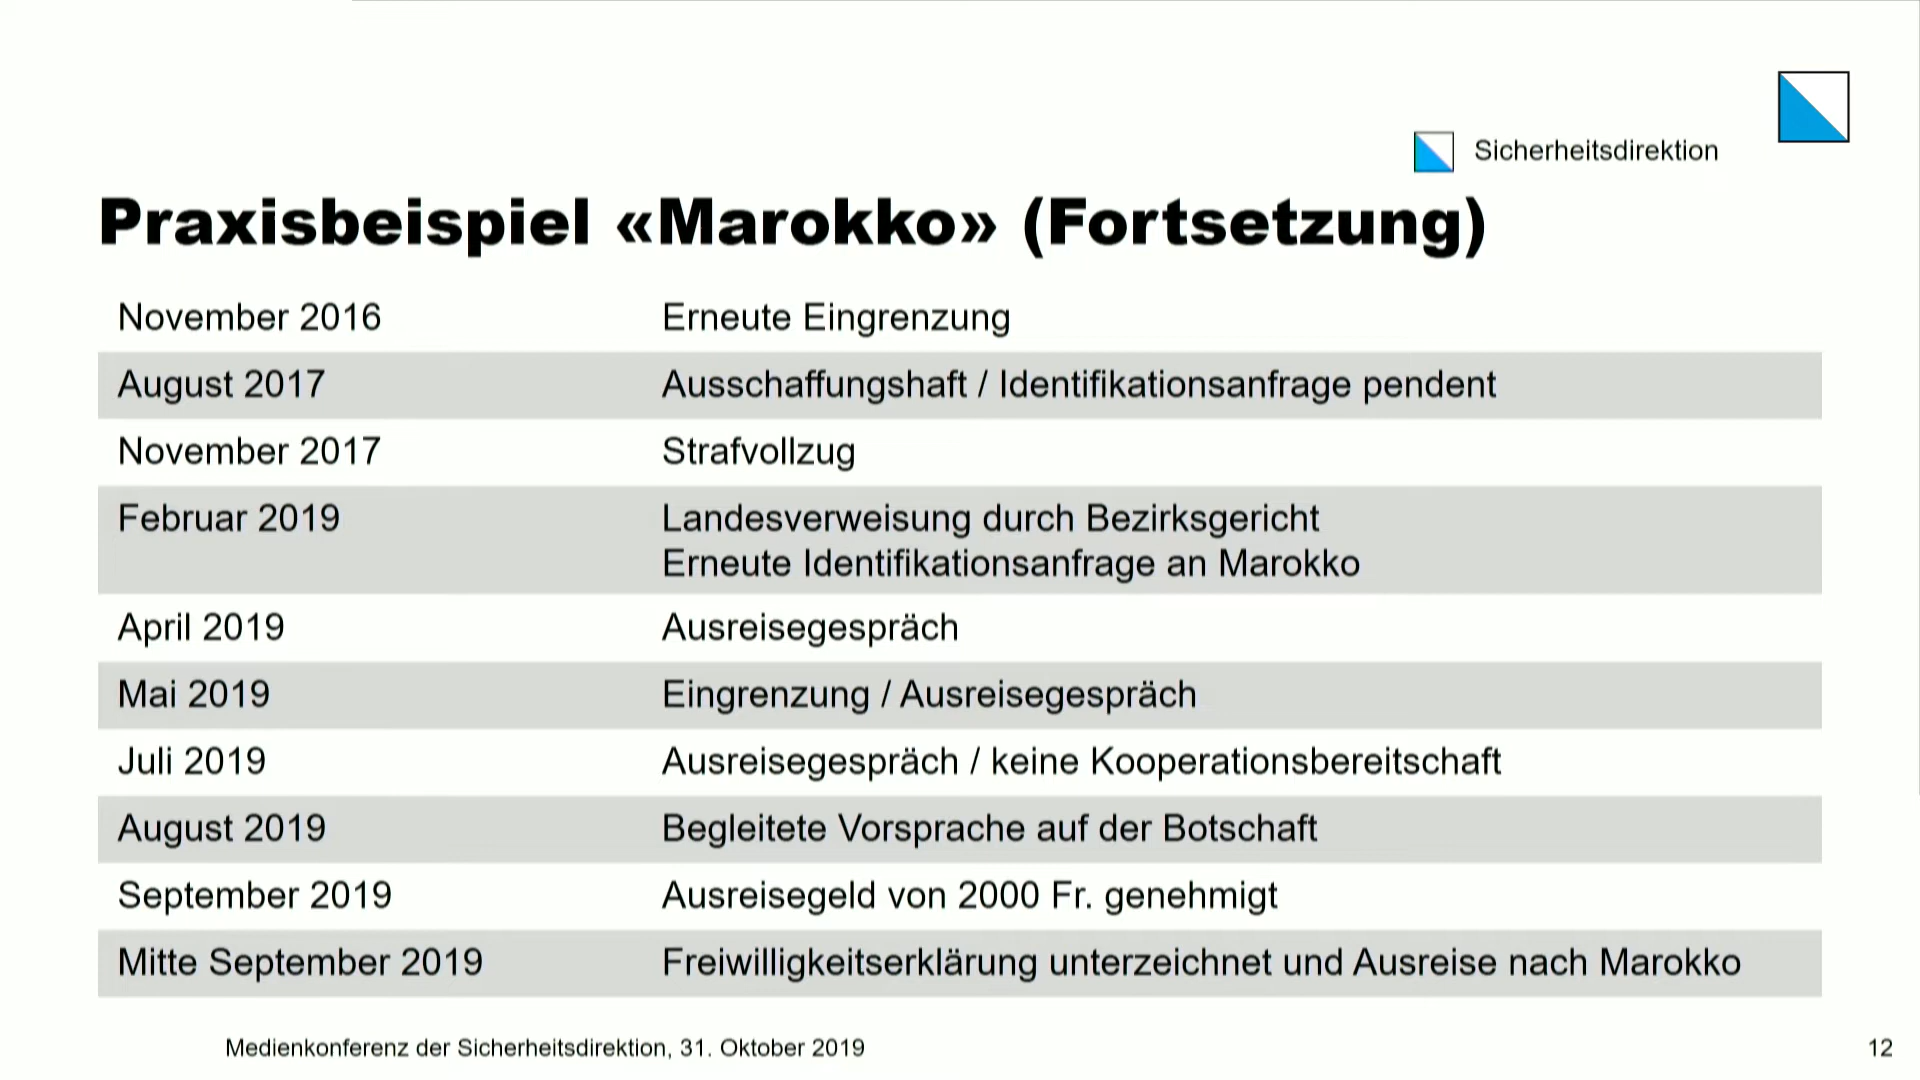 Sicherheitsdirektion
Praxisbeispiel «Marokko» (Fortsetzung)
November 2016 Erneute Eingrenzung
August 2017 Ausschaffungshaft / Identifikationsanfrage pendent
November 2017 Strafvollzug
Februar 2019 Landesverweisung durch Bezirksgericht
Erneute Identifikationsanfrage an Marokko
April 2019 Ausreisegespräch
Mai 2019 Eingrenzung / Ausreisegespräch
Juli 2019 Ausreisegespräch / keine Kooperationsbereitschaft
August 2019 Begleitete Vorsprache auf der Botschaft
September 2019 Ausreisegeld von 2000 Fr. genehmigt
Mitte September 2019 Freiwilligkeitserklärung unterzeichnet und Ausreise nach Marokko
Medienkonferenz der Sicherheitsdirektion, 31. Oktober 2019 12